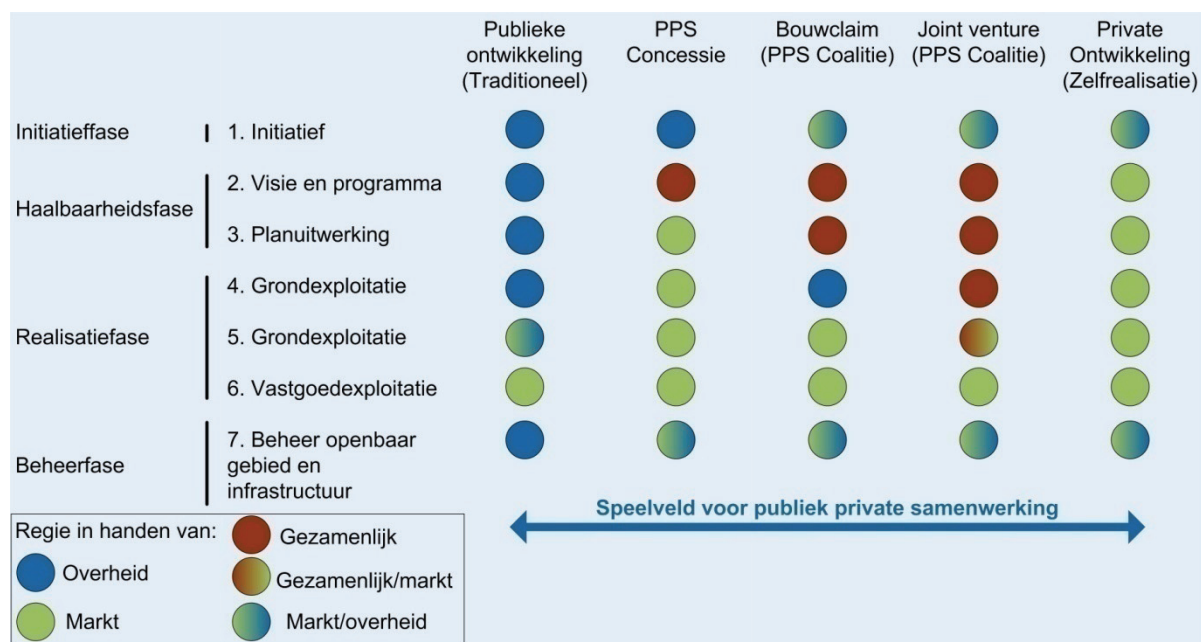 Publieke
ontwikkeling
(Traditioneel)
PPS
Concessie
Bouwclaim
(PPS Coalitie)
Joint venture
(PPS Coalitie)
Private
Ontwikkeling
(Zelfrealisatie)
Initiatieffase
1. Initiatief
Haalbaarheidsfase
2. Visie en programma
3. Planuitwerking
Realisatiefase
4. Grondexploitatie
5. Grondexploitatie
6. Vastgoedexploitatie
Beheerfase
7. Beheer openbaar
gebied en
infrastructuur
Speelveld voor publiek private samenwerking
Regie in handen van:
Overheid
Markt
Gezamenlijk
Gezamenlijk/markt
Markt/overheid